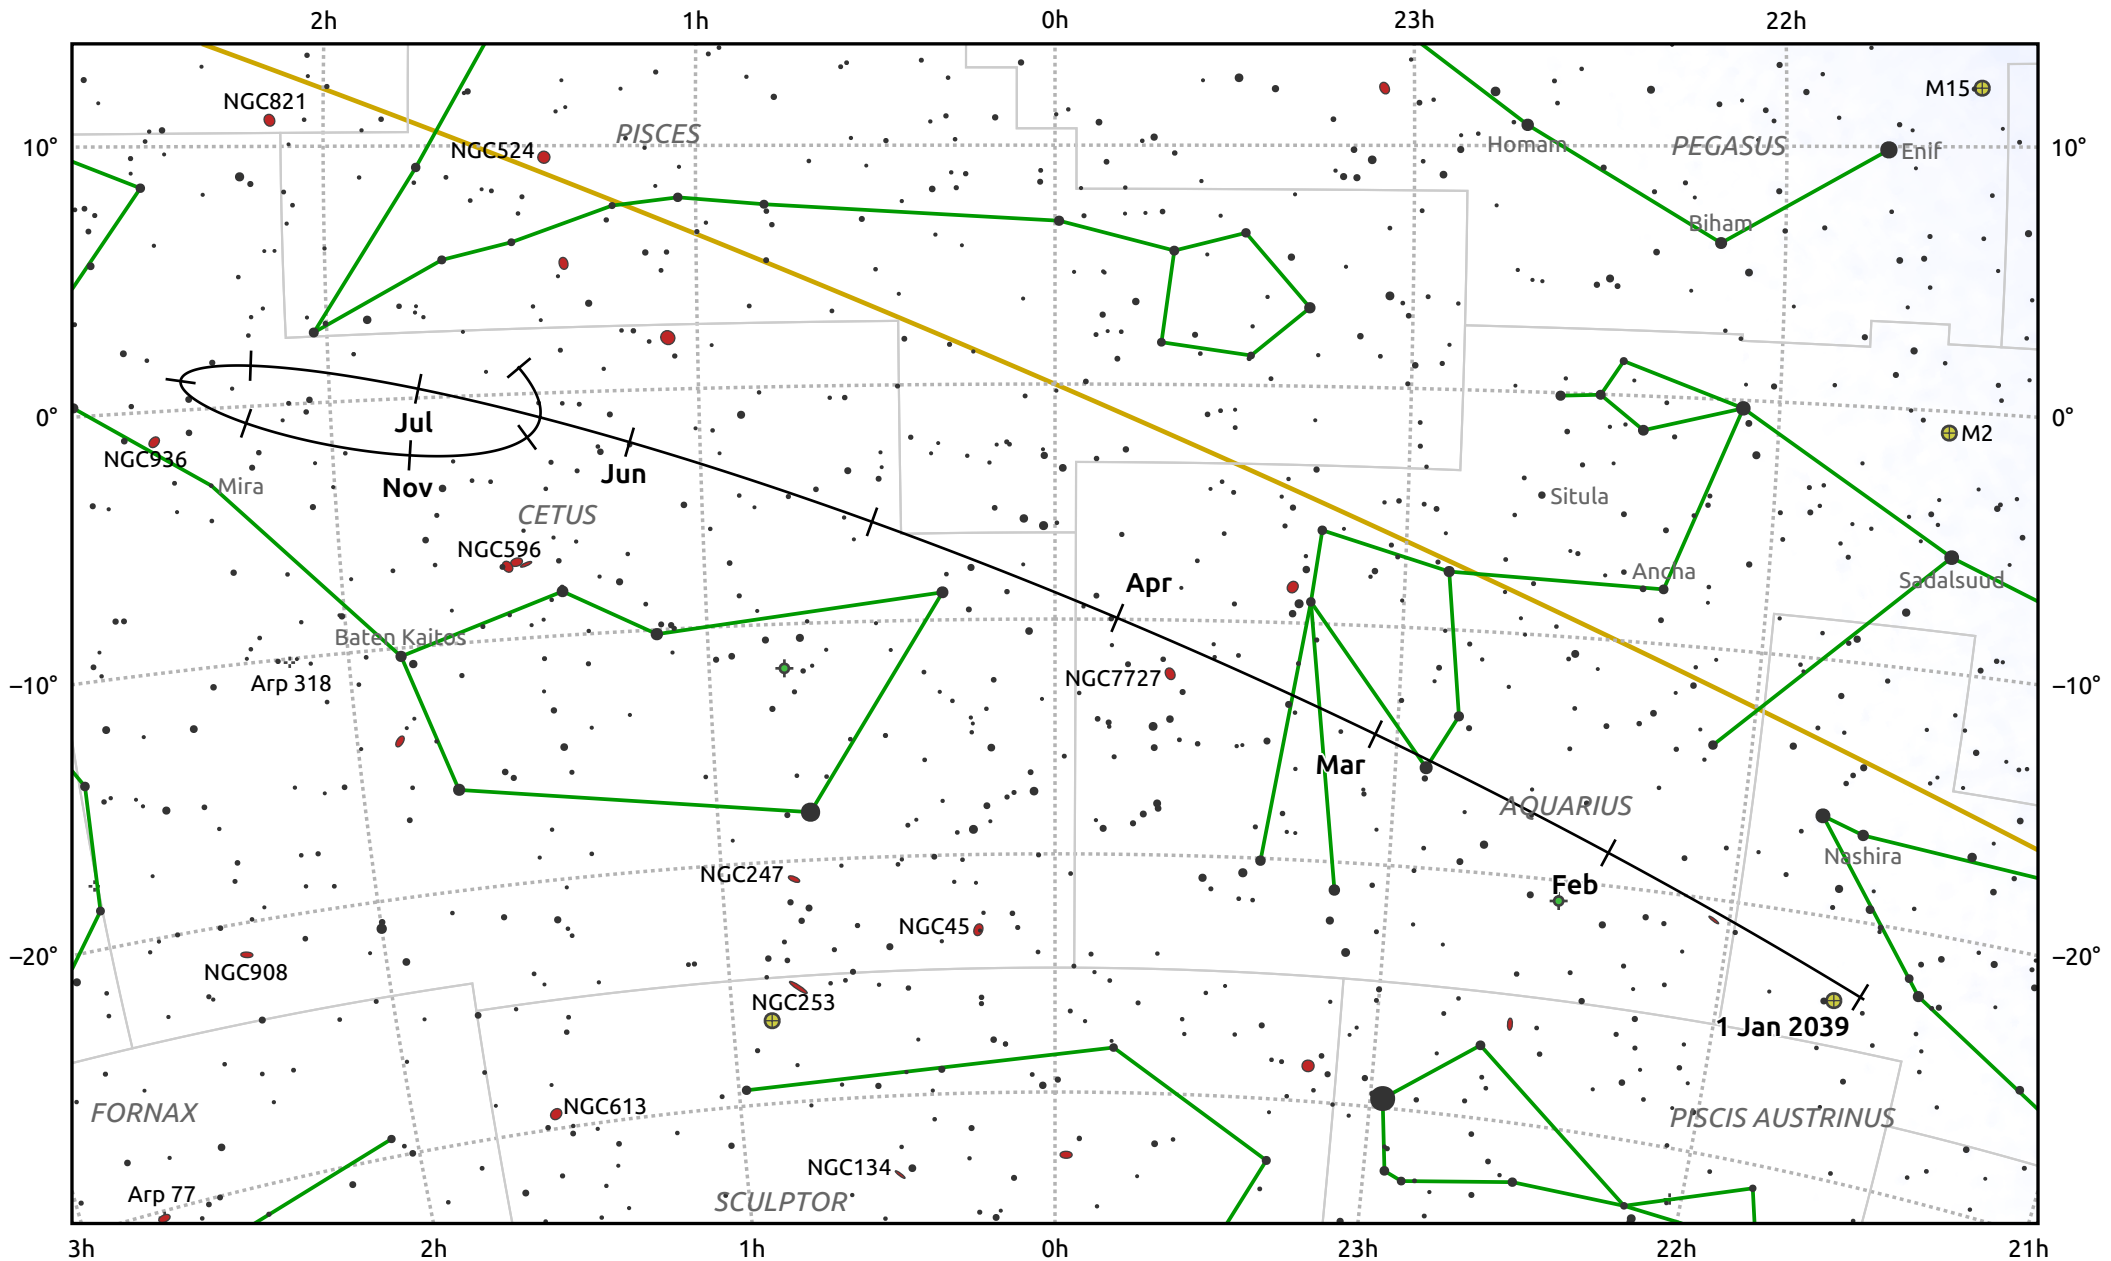 2h 1h 0h 23h 22h
NGC821
M15
PISCES
10° NGC524 Homam PEGASUS Enif 10°
Biham
0° Jul M2 0°
NGC936
Jun
Mira Nov
Situla
CETUS
NGC596
Apr Ancha Sadalsuud
Baten Kaitos
NGC7727
−10° Arp 318 −10°
Mar
AQUARIUS
Nashira
NGC247 Feb
NGC45
−20° −20°
NGC908
NGC253
1 Jan 2039
FORNAX NGC613 PISCIS AUSTRINUS
NGC134
Arp 77 SCULPTOR
3h 2h 1h 0h 23h 22h 21h